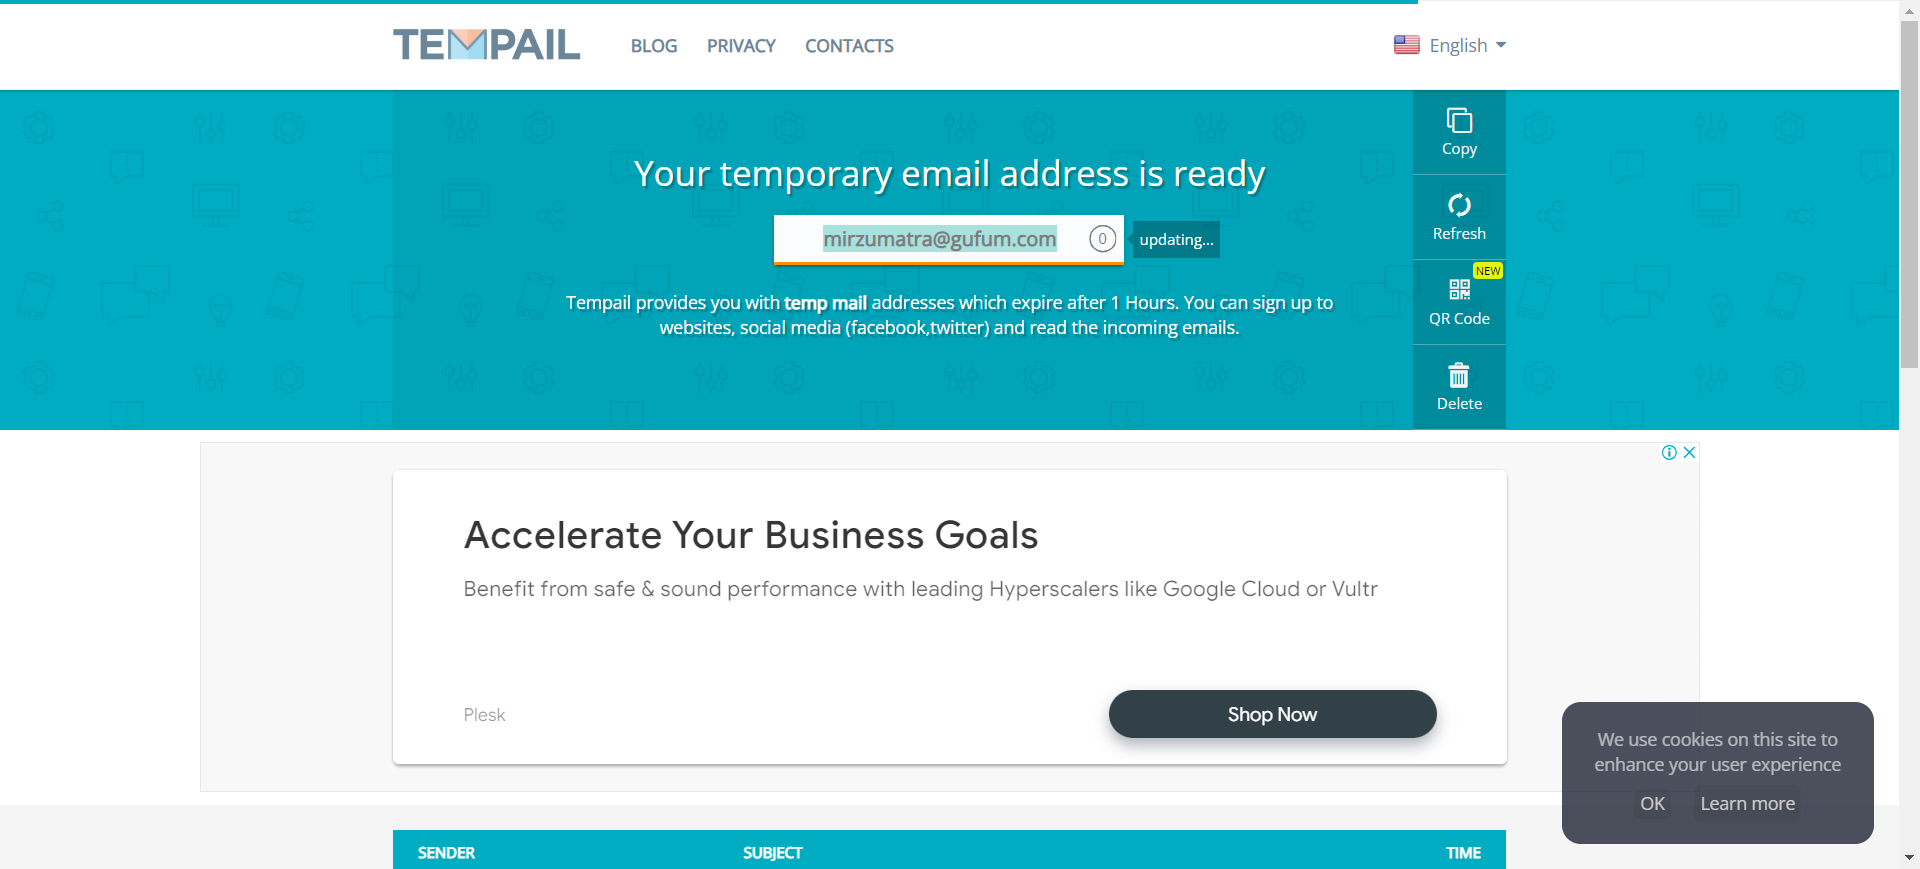 TEMPAIL
BLOG
PRIVACY
CONTACTS
English
Your temporary email address is ready
mirzumatra@gufum.com
0
updating...
Tempail provides you with temp mail addresses which expire after 1 Hours. You can sign up to
websites, social media (facebook,twitter) and read the incoming emails.
Copy
Refresh
NEW
QR Code
Delete
Accelerate Your Business Goals
Benefit from safe & sound performance with leading Hyperscalers like Google Cloud or Vultr
Plesk
Shop Now
We use cookies on this site to
enhance your user experience
OK
Learn more
SENDER
SUBJECT
TIME